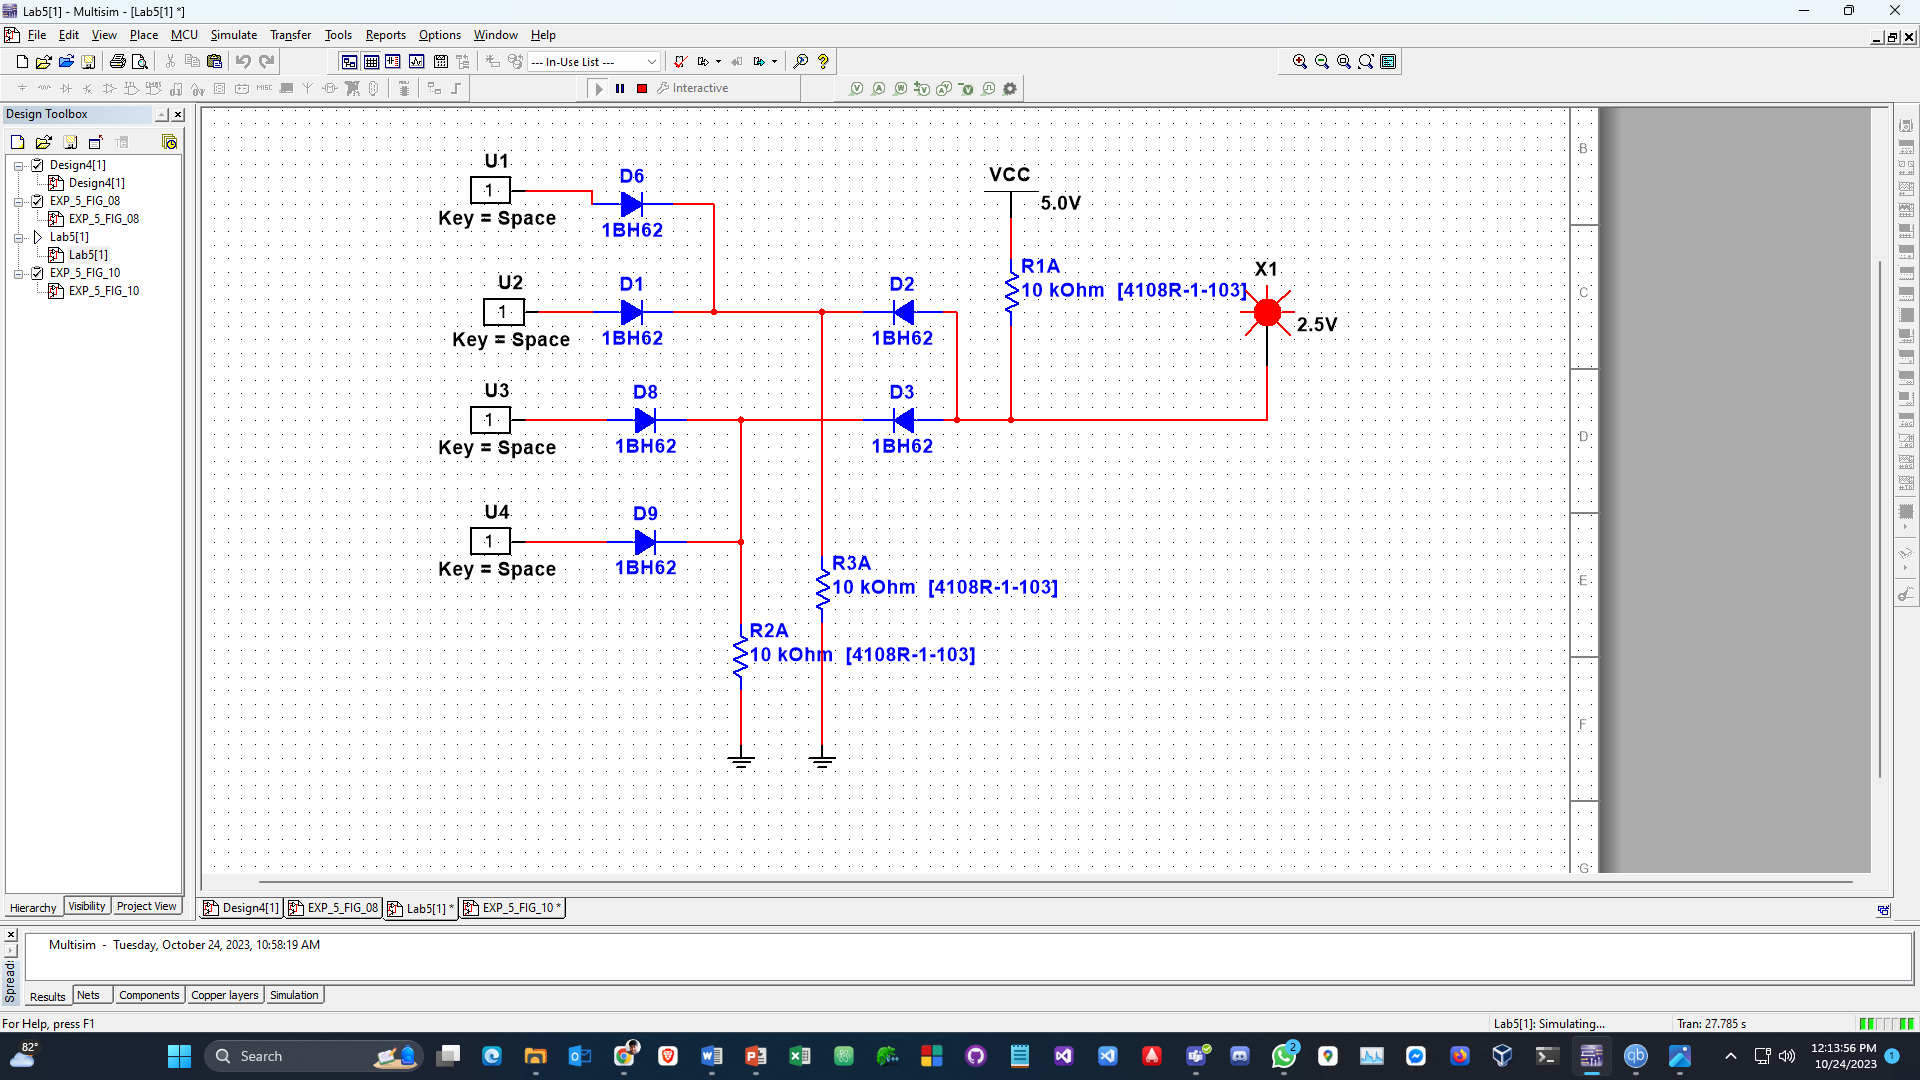 Lab5[1] - Multisim - [Lab5[1] *]
File Edit View Place MCU Simulate Transfer Tools Reports Options Window Help
--- In-Use List ---
Interactive
Design Toolbox
Design4[1]
Design4[1]
EXP_5_FIG_08
EXP_5_FIG_08
Lab5[1]
Lab5[1]
EXP_5_FIG_10
EXP_5_FIG_10
Hierarchy Visibility Project View
U1
1
Key = Space
D6
1BH62
U2
1
Key = Space
D1
1BH62
D2
1BH62
VCC
5.0V
R1A
10 kOhm [4108R-1-103]
X1
2.5V
U3
1
Key = Space
D8
1BH62
D3
1BH62
U4
1
Key = Space
D9
1BH62
R3A
10 kOhm [4108R-1-103]
R2A
10 kOhm [4108R-1-103]
B
C
D
E
F
G
Design4[1] EXP_5_FIG_08 Lab5[1] * EXP_5_FIG_10 *
Multisim - Tuesday, October 24, 2023, 10:58:19 AM
Spread
Results Nets Components Copper layers Simulation
For Help, press F1
Lab5[1]: Simulating...
Tran: 27.785 s
82°
Search
2
12:13:56 PM
10/24/2023
1